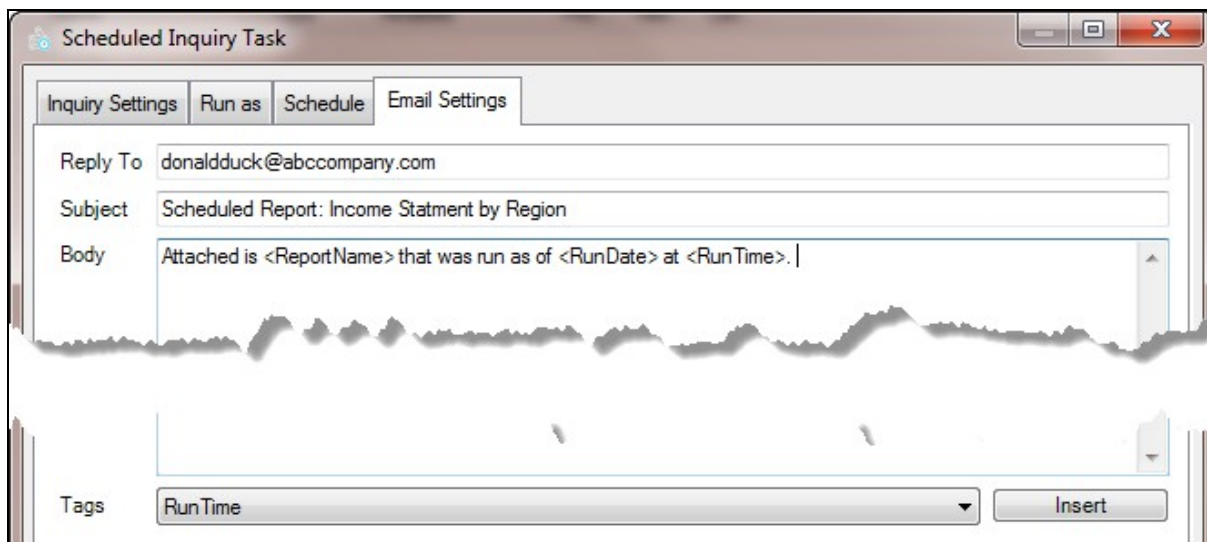 Scheduled Inquiry Task
Inquiry Settings Run as Schedule Email Settings
Reply To donaldduck@abccompany.com
Subject Scheduled Report: Income Statment by Region
Body Attached is <ReportName> that was run as of <RunDate> at <RunTime>.
Tags RunTime Insert